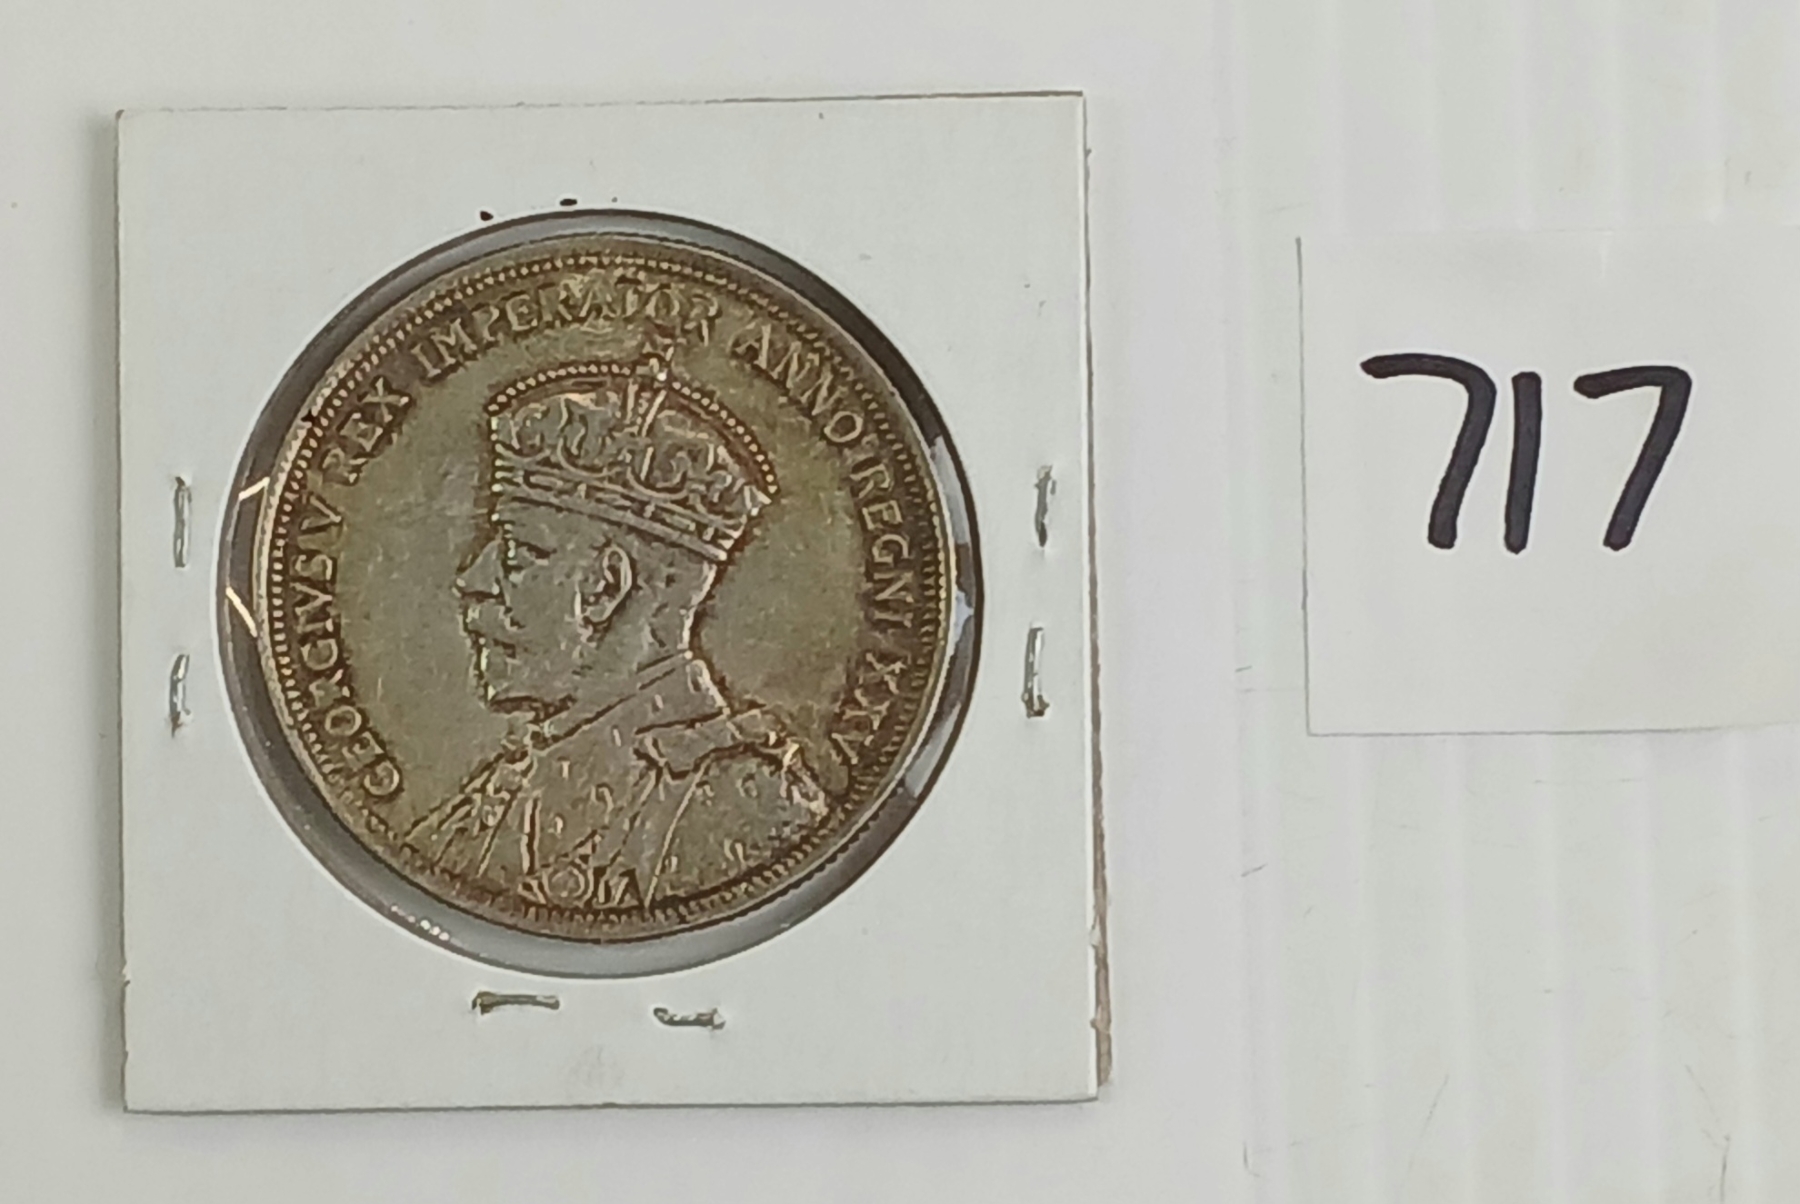 GEORGIVS V REX IMPERATOR ANNO REGNI XXV
717